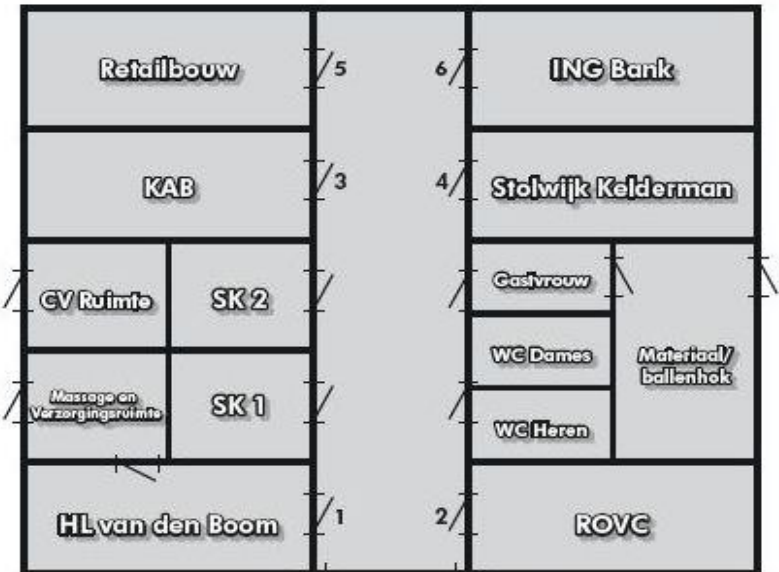 Retailbouw
5
6
ING Bank
KAB
3
4
Stolwijk Kelderman
CV Ruimte
SK 2
Gastvrouw
WC Dames
Materiaal/
ballenhok
Massage en
Verzorgingsruimte
SK 1
WC Heren
HL van den Boom
1
2
ROVC